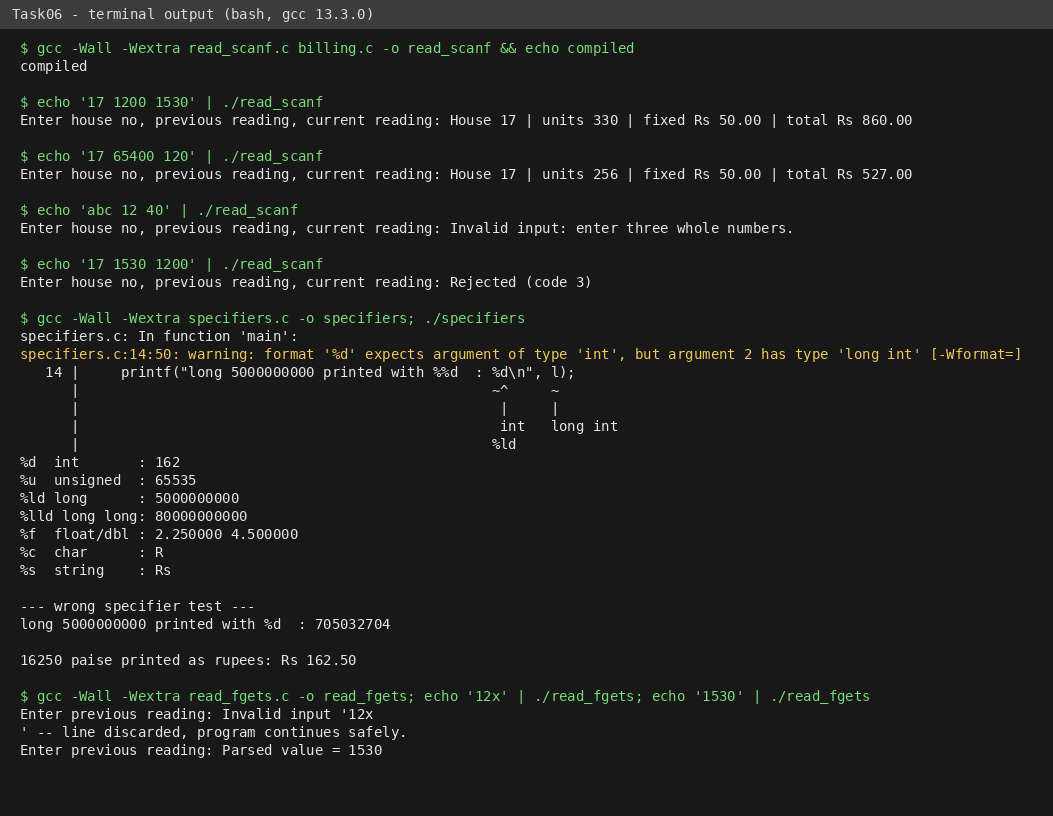 Task06 - terminal output (bash, gcc 13.3.0)
$ gcc -Wall -Wextra read_scanf.c billing.c -o read_scanf && echo compiled
compiled
$ echo '17 1200 1530' | ./read_scanf
Enter house no, previous reading, current reading: House 17 | units 330 | fixed Rs 50.00 | total Rs 860.00
$ echo '17 65400 120' | ./read_scanf
Enter house no, previous reading, current reading: House 17 | units 256 | fixed Rs 50.00 | total Rs 527.00
$ echo 'abc 12 40' | ./read_scanf
Enter house no, previous reading, current reading: Invalid input: enter three whole numbers.
$ echo '17 1530 1200' | ./read_scanf
Enter house no, previous reading, current reading: Rejected (code 3)
$ gcc -Wall -Wextra specifiers.c -o specifiers; ./specifiers
specifiers.c: In function 'main':
specifiers.c:14:50: warning: format '%d' expects argument of type 'int', but argument 2 has type 'long int' [-Wformat=]
   14 |     printf("long 5000000000 printed with %%d  : %d\n", l);
      |                                                 ~^     ~
      |                                                  |     |
      |                                                  int   long int
      |                                                 %ld
%d  int       : 162
%u  unsigned  : 65535
%ld long      : 5000000000
%lld long long: 80000000000
%f  float/dbl : 2.250000 4.500000
%c  char      : R
%s  string    : Rs
--- wrong specifier test ---
long 5000000000 printed with %d  : 705032704
16250 paise printed as rupees: Rs 162.50
$ gcc -Wall -Wextra read_fgets.c -o read_fgets; echo '12x' | ./read_fgets; echo '1530' | ./read_fgets
Enter previous reading: Invalid input '12x
' -- line discarded, program continues safely.
Enter previous reading: Parsed value = 1530